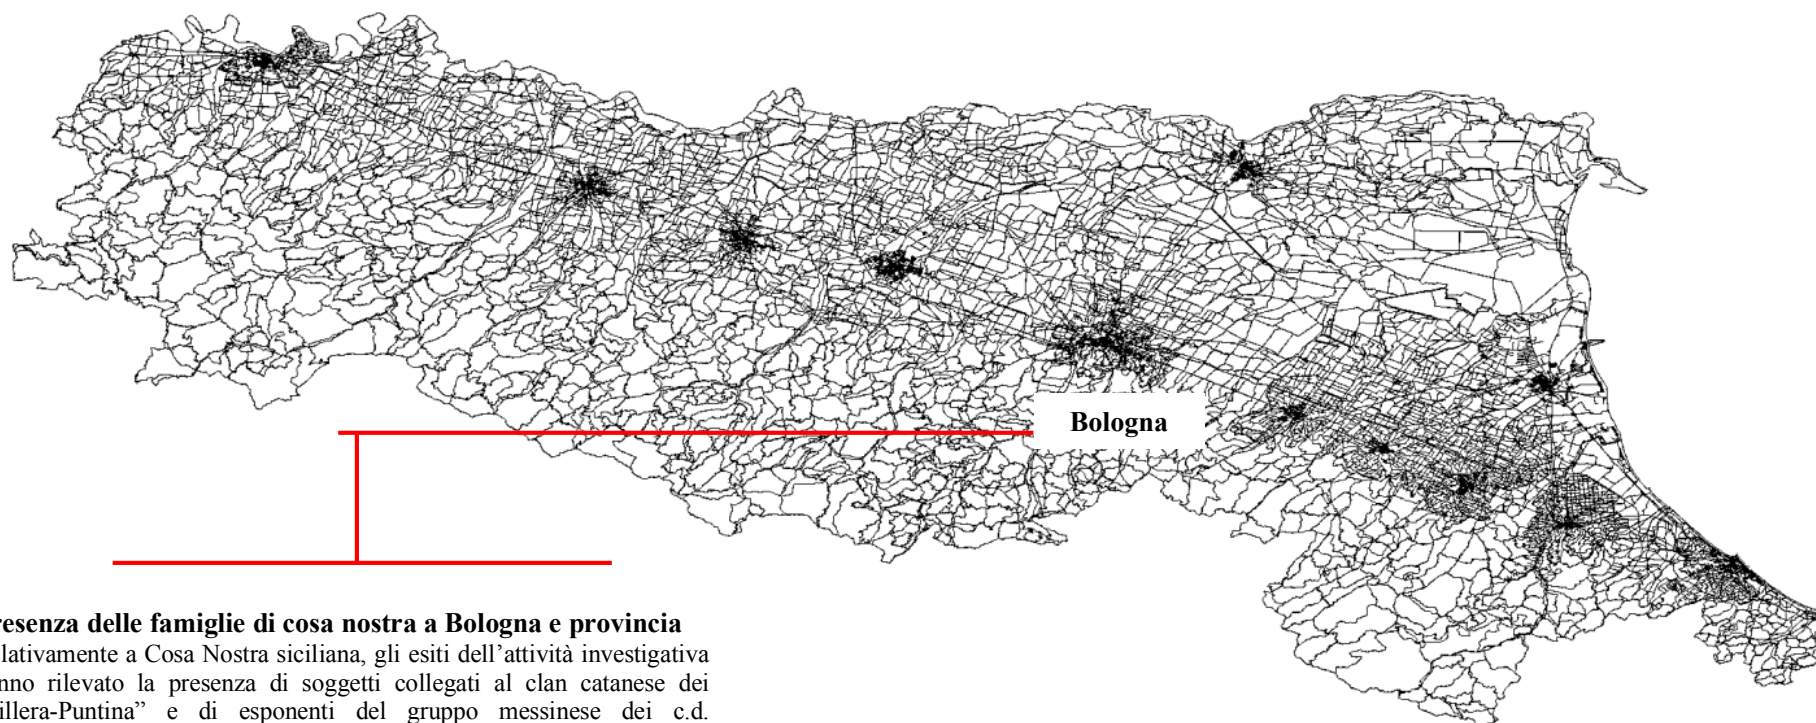 Bologna
resenza delle famiglie di cosa nostra a Bologna e provincia
lativamente a Cosa Nostra siciliana, gli esiti dell’attività investigativa
nno rilevato la presenza di soggetti collegati al clan catanese dei
illera-Puntina” e di esponenti del gruppo messinese dei c.d.